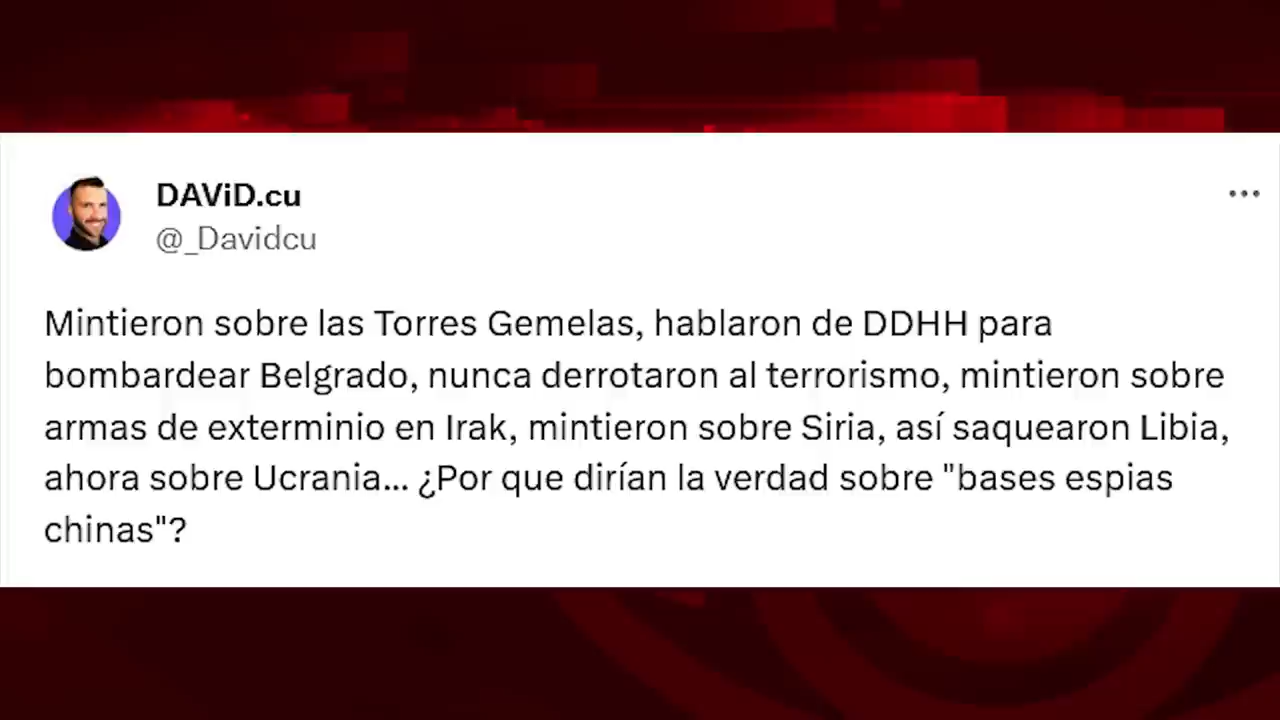 DAViD.cu
@_Davidcu
Mintieron sobre las Torres Gemelas, hablaron de DDHH para
bombardear Belgrado, nunca derrotaron al terrorismo, mintieron sobre
armas de exterminio en Irak, mintieron sobre Siria, así saquearon Libia,
ahora sobre Ucrania... ¿Por que dirían la verdad sobre "bases espias
chinas"?